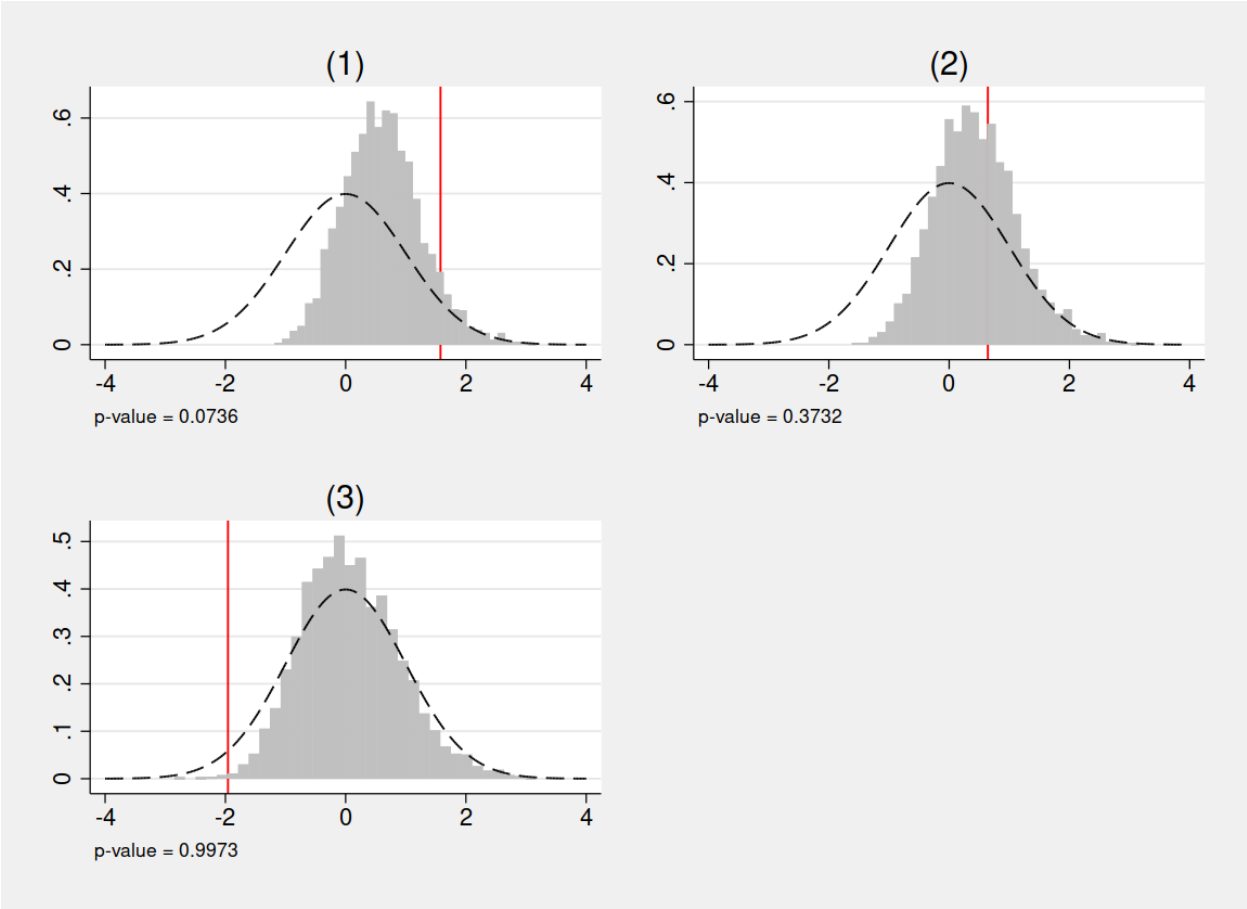 (1)
.6
.4
.2
0
-4 -2 0 2 4
p-value = 0.0736
(2)
.6
.4
.2
0
-4 -2 0 2 4
p-value = 0.3732
(3)
.5
.4
.3
.2
.1
0
-4 -2 0 2 4
p-value = 0.9973